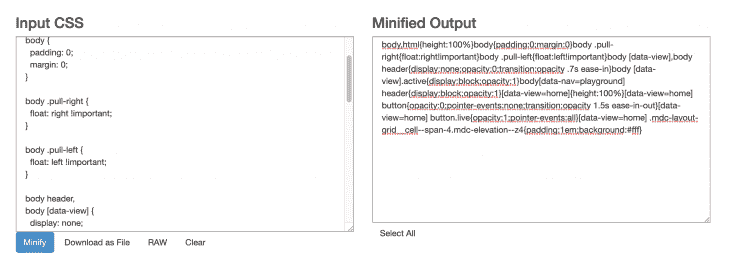 Input CSS
body {
padding: 0;
margin: 0;
}
body .pull-right {
float: right !important;
}
body .pull-left {
float: left !important;
}
body header,
body [data-view] {
display: none;
Minify Download as File RAW Clear
Minified Output
body,html{height:100%}body{padding:0;margin:0}body .pull-
right{float:right!important}body .pull-left{float:left!important}body [data-view],body
header{display:none;opacity:0;transition:opacity .7s ease-in}body [data-
view].active{display:block;opacity:1}body[data-nav=playground]
header{display:block;opacity:1}[data-view=home]{height:100%}[data-view=home]
button{opacity:0;pointer-events:none;transition:opacity 1.5s ease-in-out}[data-
view=home] button.live{opacity:1;pointer-events:all}[data-view=home] .mdc-layout-
grid__cell--span-4.mdc-elevation--z4{padding:1em;background:#fff}
Select All